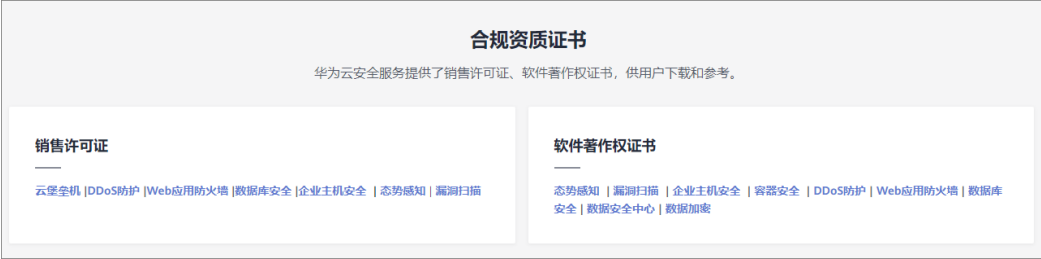 合规资质证书
华为云安全服务提供了销售许可证、软件著作权证书，供用户下载和参考。
销售许可证
云堡垒机 |DDoS防护 |Web应用防火墙 |数据库安全 |企业主机安全 | 态势感知 | 漏洞扫描
软件著作权证书
态势感知 | 漏洞扫描 | 企业主机安全 | 容器安全 | DDoS防护 | Web应用防火墙 | 数据库
安全 | 数据安全中心 | 数据加密